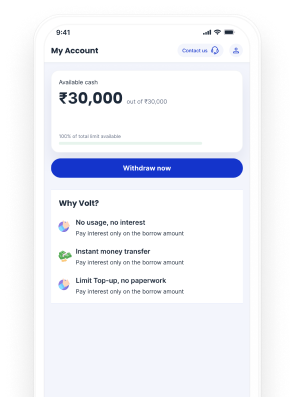 9:41
My Account
Contact us
Available cash
₹30,000 out of ₹30,000
100% of total limit available
Withdraw now
Why Volt?
No usage, no interest
Pay interest only on the borrow amount
Instant money transfer
Pay interest only on the borrow amount
Limit Top-up, no paperwork
Pay interest only on the borrow amount